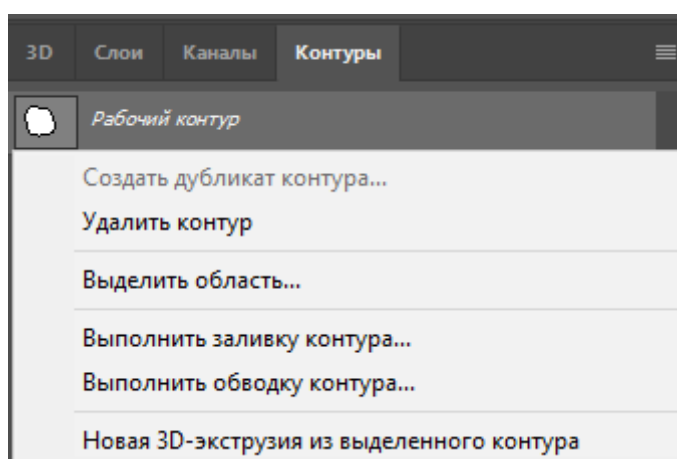 3D Слои Каналы Контуры
Рабочий контур
Создать дубликат контура...
Удалить контур
Выделить область...
Выполнить заливку контура...
Выполнить обводку контура...
Новая 3D-экструзия из выделенного контура